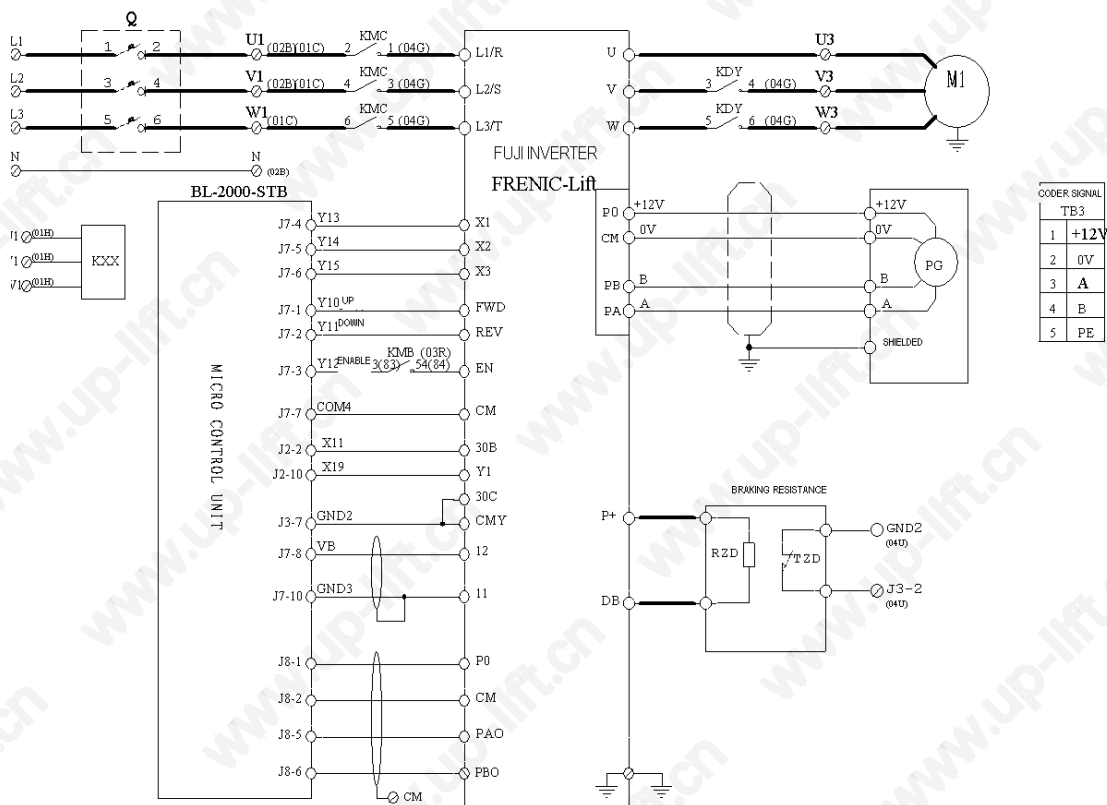 Q
L1 1 2 U1 (02B)(01C) 2 KMC 1 (04G) L1/R U U3
L2 3 4 V1 (02B)(01C) 4 KMC 3 (04G) L2/S V 3 KDY 4 (04G) V3 M1
L3 5 6 W1 (01C) 6 KMC 5 (04G) L3/T W 5 KDY 6 (04G) W3
N N (02B)
FUJI INVERTER
FRENIC-Lift
BL-2000-STB
MICRO CONTROL UNIT
(01H)
(01H)
(01H)
KXX
J7-4 Y13 X1
J7-5 Y14 X2
J7-6 Y15 X3
J7-1 Y10 UP FWD
J7-2 Y11 DOWN REV
J7-3 Y12 ENABLE 3(83) KMB (03R) 54(84) EN
J7-7 COM4 CM
J2-2 X11 30B
J2-10 X19 Y1
30C
J3-7 GND2 CMY
J7-8 VB 12
J7-10 GND3 11
J8-1 P0
J8-2 CM
J8-5 PAO
J8-6 PBO
CM
P0 +12V +12V
CM 0V 0V
PG
PB B B
PA A A
SHIELDED
CODER SIGNAL
TB3
1 +12V
2 0V
3 A
4 B
5 PE
BRAKING RESISTANCE
P+
RZD TZD
DB
GND2
(04U)
J3-2
(04U)
www.up-lift.cn